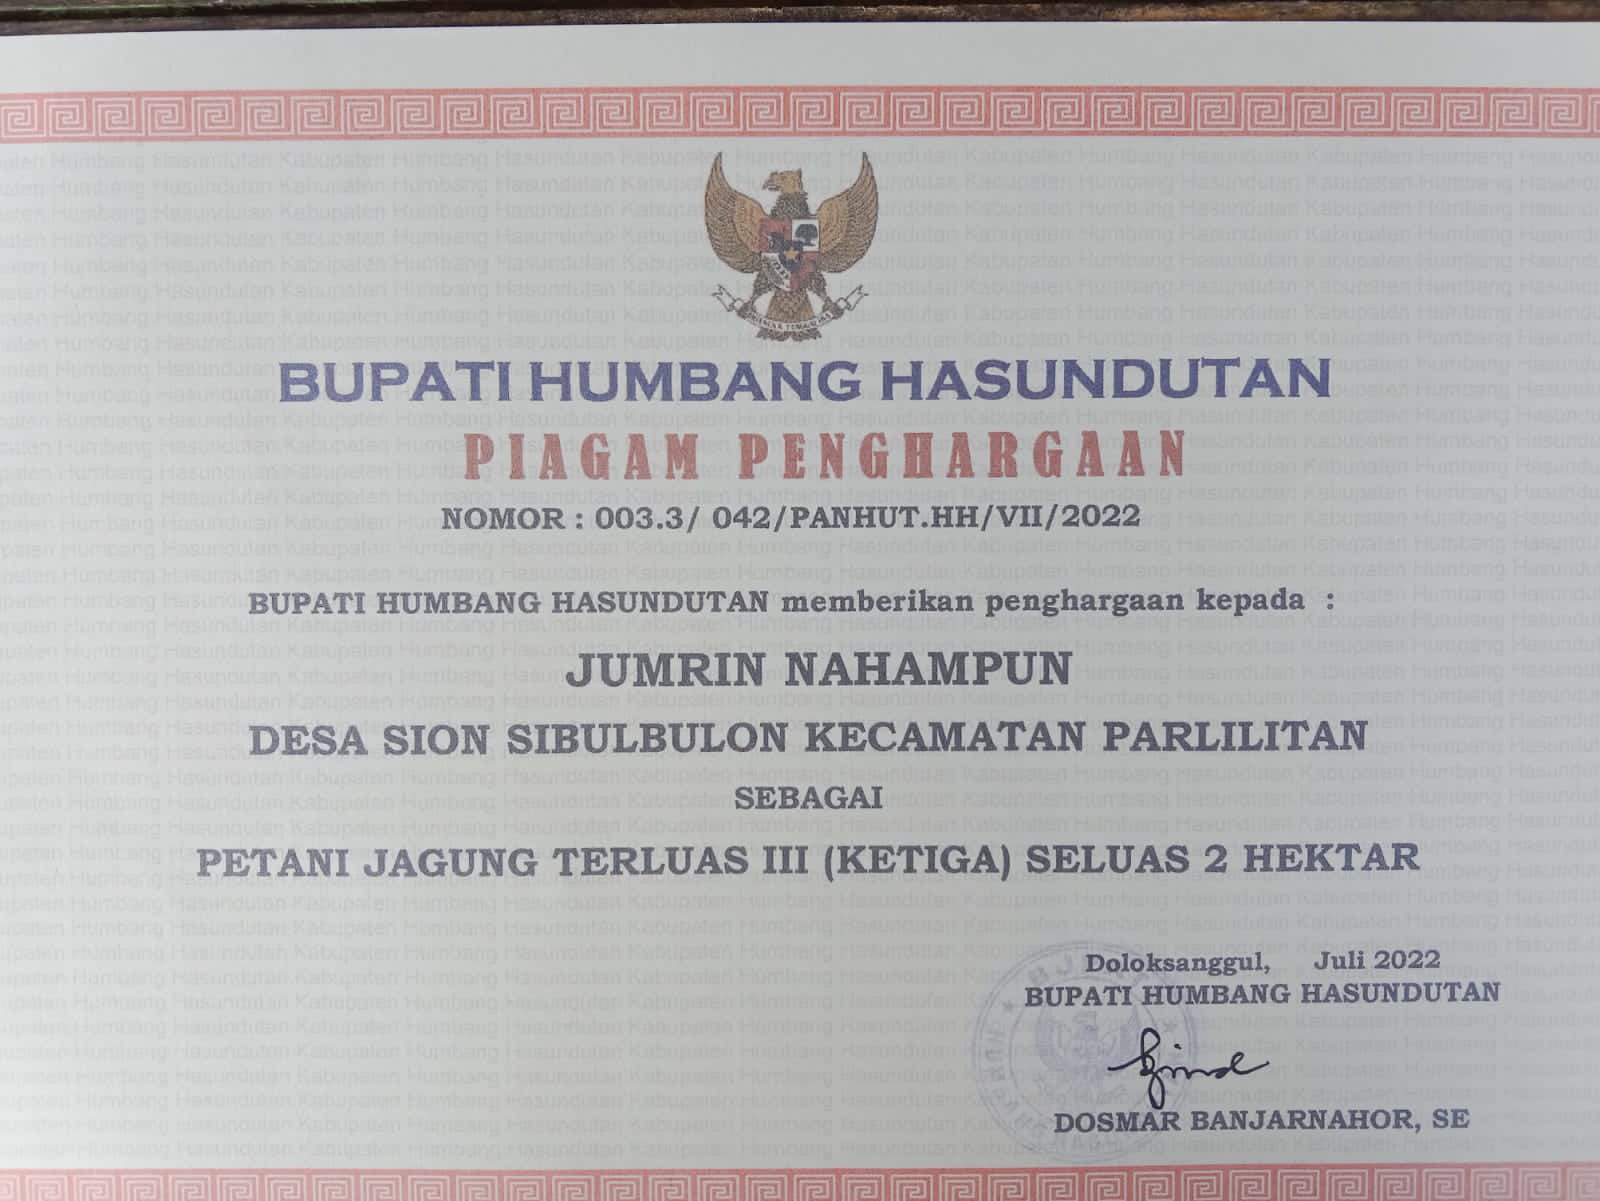 BUPATI HUMBANG HASUNDUTAN
PIAGAM PENGHARGAAN
NOMOR : 003.3/ 042/PANHUT.HH/VII/2022
BUPATI HUMBANG HASUNDUTAN memberikan penghargaan kepada :
JUMRIN NAHAMPUN
DESA SION SIBULBULON KECAMATAN PARLILITAN
SEBAGAI
PETANI JAGUNG TERLUAS III (KETIGA) SELUAS 2 HEKTAR
Doloksanggul, Juli 2022
BUPATI HUMBANG HASUNDUTAN
DOSMAR BANJARNAHOR, SE